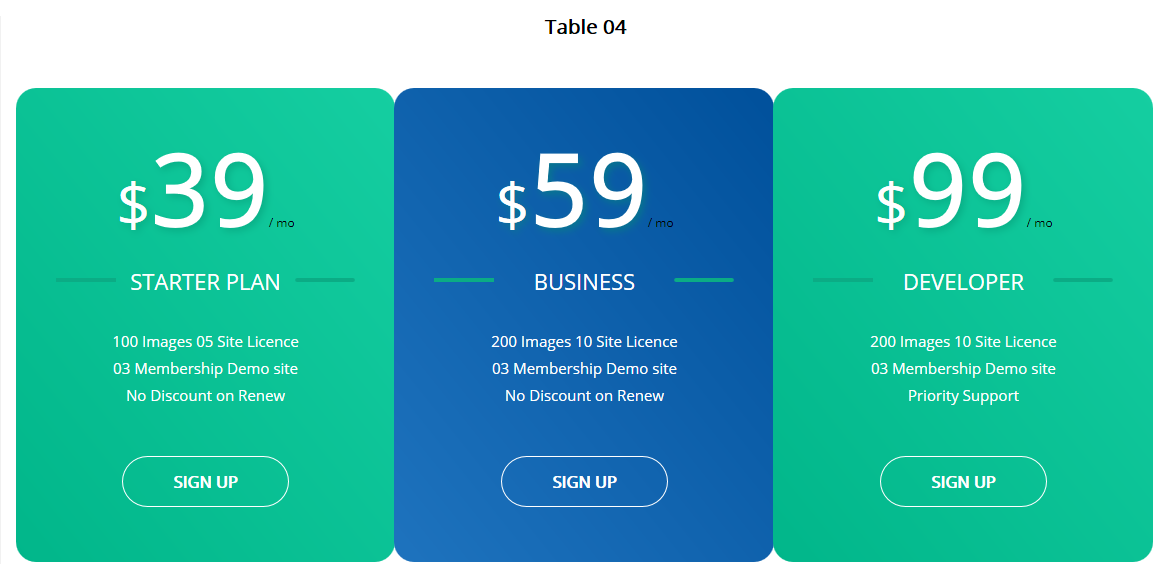 Table 04
$39/ mo
STARTER PLAN
100 Images 05 Site Licence
03 Membership Demo site
No Discount on Renew
SIGN UP
$59/ mo
BUSINESS
200 Images 10 Site Licence
03 Membership Demo site
No Discount on Renew
SIGN UP
$99/ mo
DEVELOPER
200 Images 10 Site Licence
03 Membership Demo site
Priority Support
SIGN UP